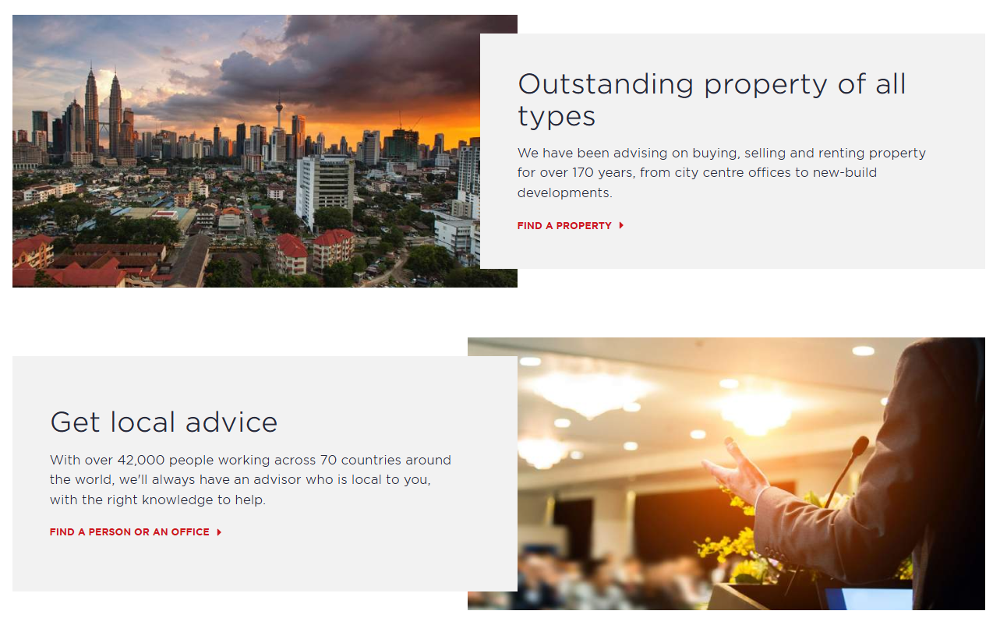 Outstanding property of all
types
We have been advising on buying, selling and renting property
for over 170 years, from city centre offices to new-build
developments.
FIND A PROPERTY
Get local advice
With over 42,000 people working across 70 countries around
the world, we'll always have an advisor who is local to you,
with the right knowledge to help.
FIND A PERSON OR AN OFFICE